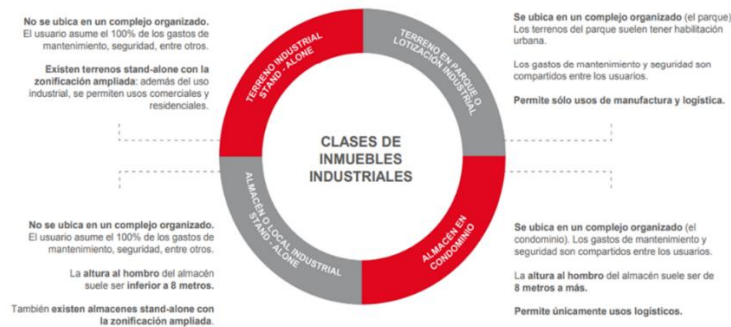 No se ubica en un complejo organizado.
El usuario asume el 100% de los gastos de
mantenimiento, seguridad, entre otros.
Existen terrenos stand-alone con la
zonificación ampliada: además del uso
industrial, se permiten usos comerciales y
residenciales.
TERRENO INDUSTRIAL
STAND - ALONE
TERRENO EN PARQUE O
LOTIZACIÓN INDUSTRIAL
Se ubica en un complejo organizado (el parque)
Los terrenos del parque suelen tener habilitación
urbana.
Los gastos de mantenimiento y seguridad son
compartidos entre los usuarios.
Permite sólo usos de manufactura y logística.
CLASES DE
INMUEBLES
INDUSTRIALES
No se ubica en un complejo organizado.
El usuario asume el 100% de los gastos de
mantenimiento, seguridad, entre otros.
La altura al hombro del almacén
suele ser inferior a 8 metros.
También existen almacenes stand-alone con
la zonificación ampliada.
ALMACÉN O LOCAL INDUSTRIAL
STAND - ALONE
ALMACÉN EN
CONDOMINIO
Se ubica en un complejo organizado (el
condominio). Los gastos de mantenimiento y
seguridad son compartidos entre los usuarios.
La altura al hombro del almacén suele ser de
8 metros a más.
Permite únicamente usos logísticos.